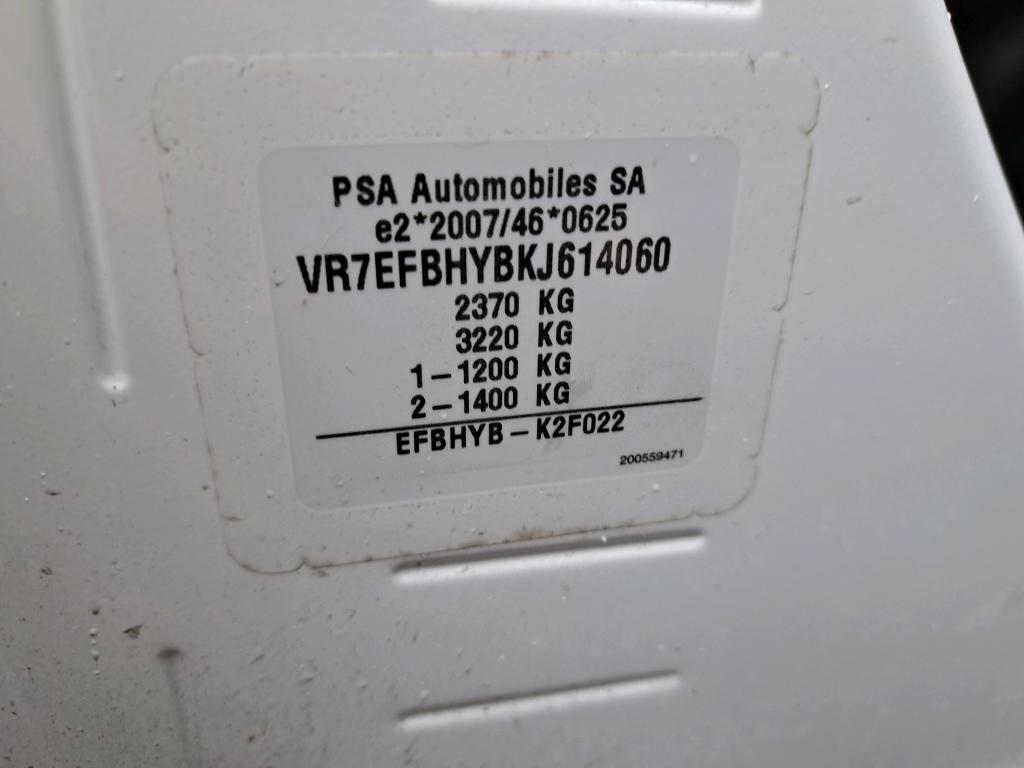 PSA Automobiles SA
e2*2007/46*0625
VR7EFBHYBKJ614060
2370 KG
3220 KG
1-1200 KG
2-1400 KG
EFBHYB-K2F022
200559471